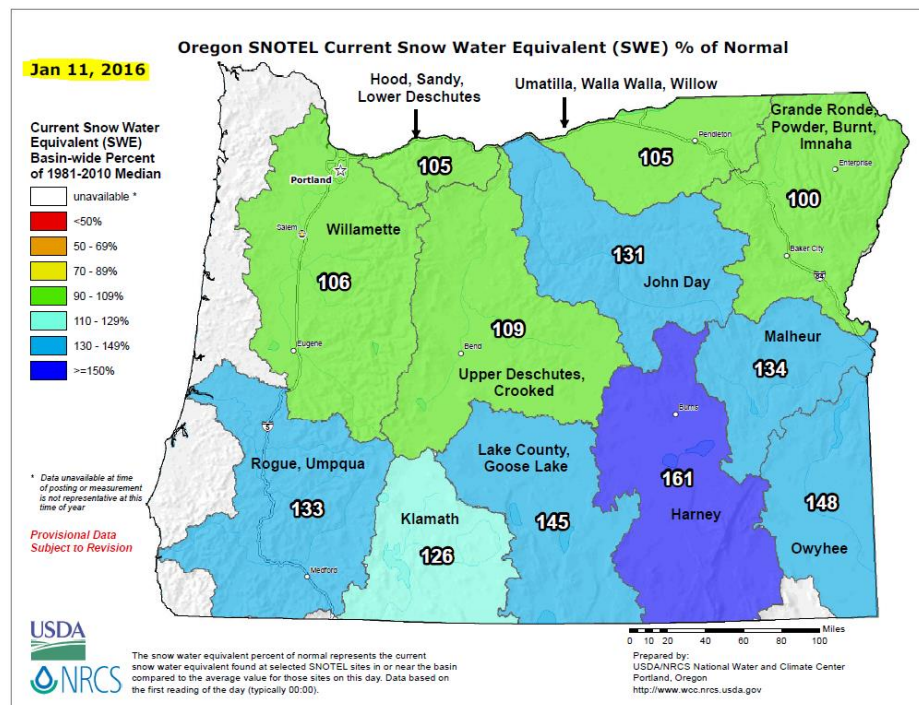 Oregon SNOTEL Current Snow Water Equivalent (SWE) % of Normal
Jan 11, 2016
Hood, Sandy,
Lower Deschutes
Umatilla, Walla Walla, Willow
Grande Ronde,
Powder, Burnt,
Imnaha
Current Snow Water
Equivalent (SWE)
Basin-wide Percent
of 1981-2010 Median
unavailable *
<50%
50 - 69%
70 - 89%
90 - 109%
110 - 129%
130 - 149%
>=150%
Portland
Pendleton
Enterprise
105
105
100
Salem
Willamette
106
131
John Day
Baker City
84
109
Eugene
Bend
Upper Deschutes,
Crooked
Malheur
134
Burns
5
Rogue, Umpqua
133
Lake County,
Goose Lake
145
161
Harney
148
Owyhee
Klamath
126
Medford
* Data unavailable at time
of posting or measurement
is not representative at this
time of year
Provisional Data
Subject to Revision
Miles
0 10 20 40 60 80 100
USDA
NRCS
The snow water equivalent percent of normal represents the current
snow water equivalent found at selected SNOTEL sites in or near the basin
compared to the average value for those sites on this day. Data based on
the first reading of the day (typically 00:00).
Prepared by:
USDA/NRCS National Water and Climate Center
Portland, Oregon
http://www.wcc.nrcs.usda.gov